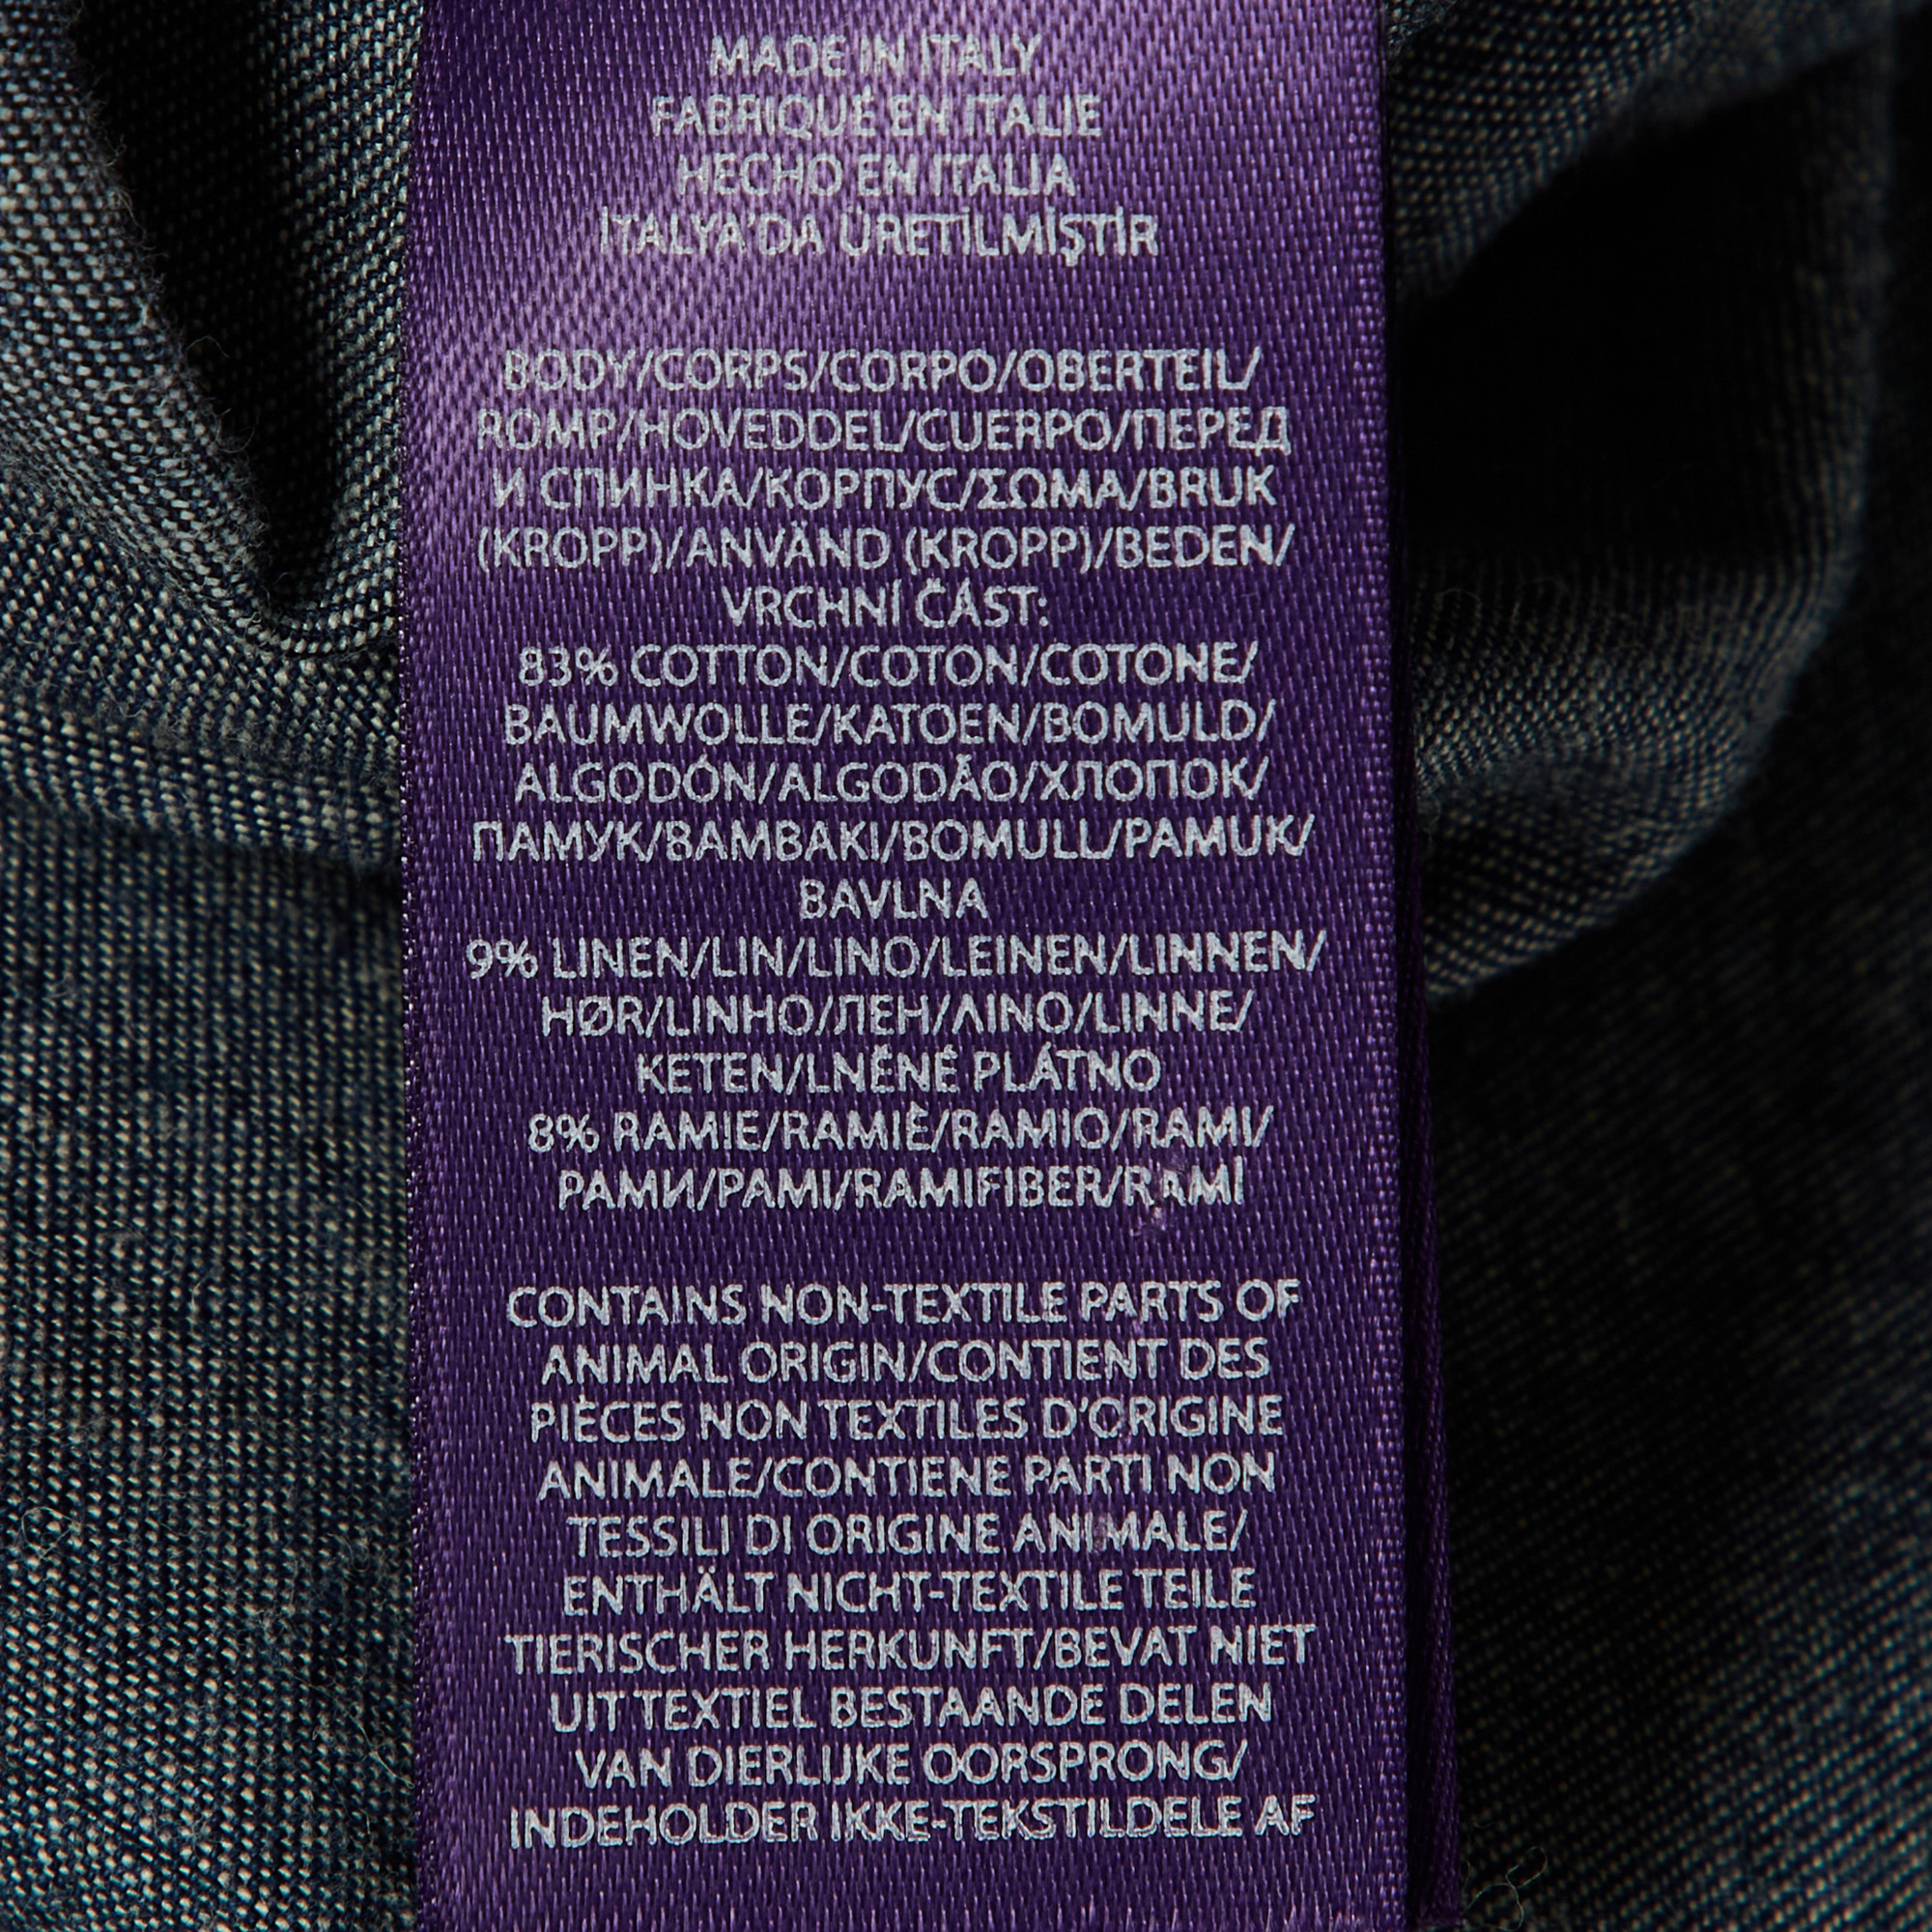 MADE IN ITALY
FABRIQUÉ EN ITALIE
HECHO EN ITALIA
İTALYA'DA ÜRETİLMİŞTİR
BODY/CORPS/CORPO/OBERTEIL/
ROMP/HOVEDDEL/CUERPO/ПЕРЕД
И СПИНКА/КОРПУС/ΣΩΜΑ/BRUK
(KROPP)/ANVÄND (KROPP)/BEDEN/
VRCHNÍ ČÁST:
83% COTTON/COTON/COTONE/
BAUMWOLLE/KATOEN/BOMULD/
ALGODÓN/ALGODÃO/ХЛОПОК/
ПАМУК/ΒΑΜΒΑΚΙ/BOMULL/PAMUK/
BAVLNA
9% LINEN/LIN/LINO/LEINEN/LINNEN/
HØR/LINHO/ЛЕН/ΛΙΝΟ/LINNE/
KETEN/LNĚNÉ PLÁTNO
8% RAMIE/RAMIÈ/RAMIO/RAMI/
РАМИ/ΡΑΜΙ/RAMIFIBER/RAMİ
CONTAINS NON-TEXTILE PARTS OF
ANIMAL ORIGIN/CONTIENT DES
PIÈCES NON TEXTILES D'ORIGINE
ANIMALE/CONTIENE PARTI NON
TESSILI DI ORIGINE ANIMALE/
ENTHÄLT NICHT-TEXTILE TEILE
TIERISCHER HERKUNFT/BEVAT NIET
UIT TEXTIEL BESTAANDE DELEN
VAN DIERLIJKE OORSPRONG/
INDEHOLDER IKKE-TEKSTILDELE AF